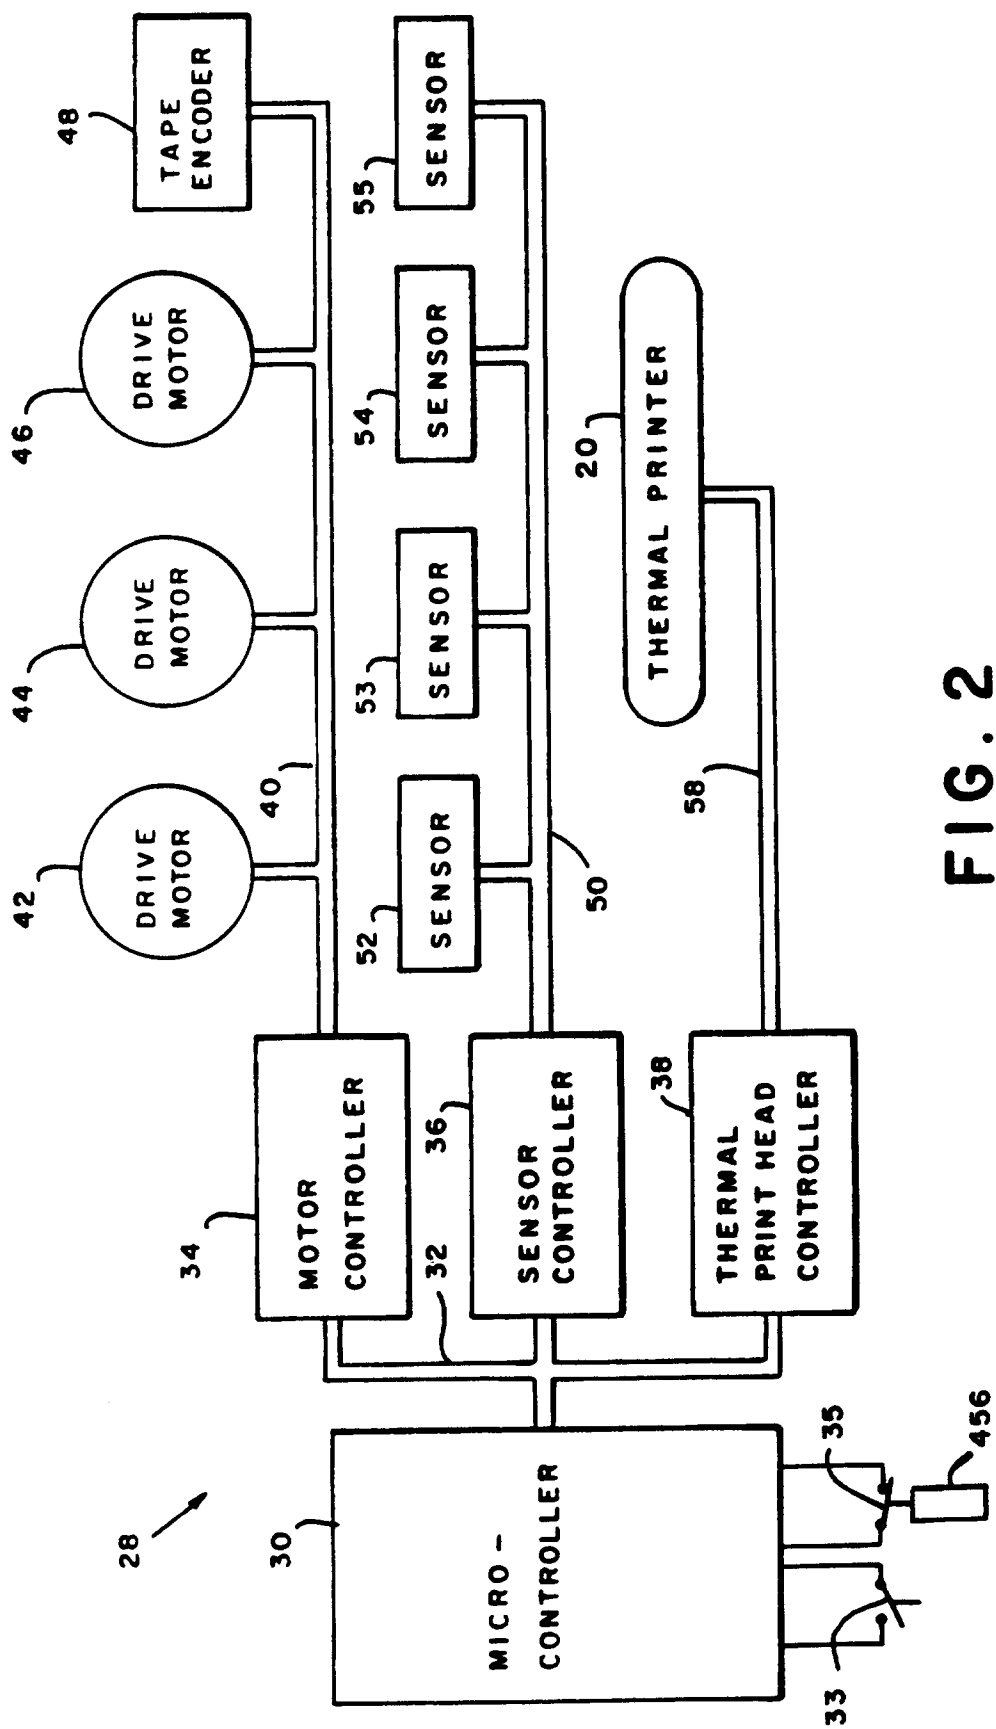 28
30
MICRO-
CONTROLLER
33
35
456
32
34
MOTOR
CONTROLLER
36
SENSOR
CONTROLLER
38
THERMAL
PRINT HEAD
CONTROLLER
40
42
DRIVE
MOTOR
44
DRIVE
MOTOR
46
DRIVE
MOTOR
48
TAPE
ENCODER
50
52
SENSOR
53
SENSOR
54
SENSOR
55
SENSOR
58
20
THERMAL PRINTER
FIG. 2